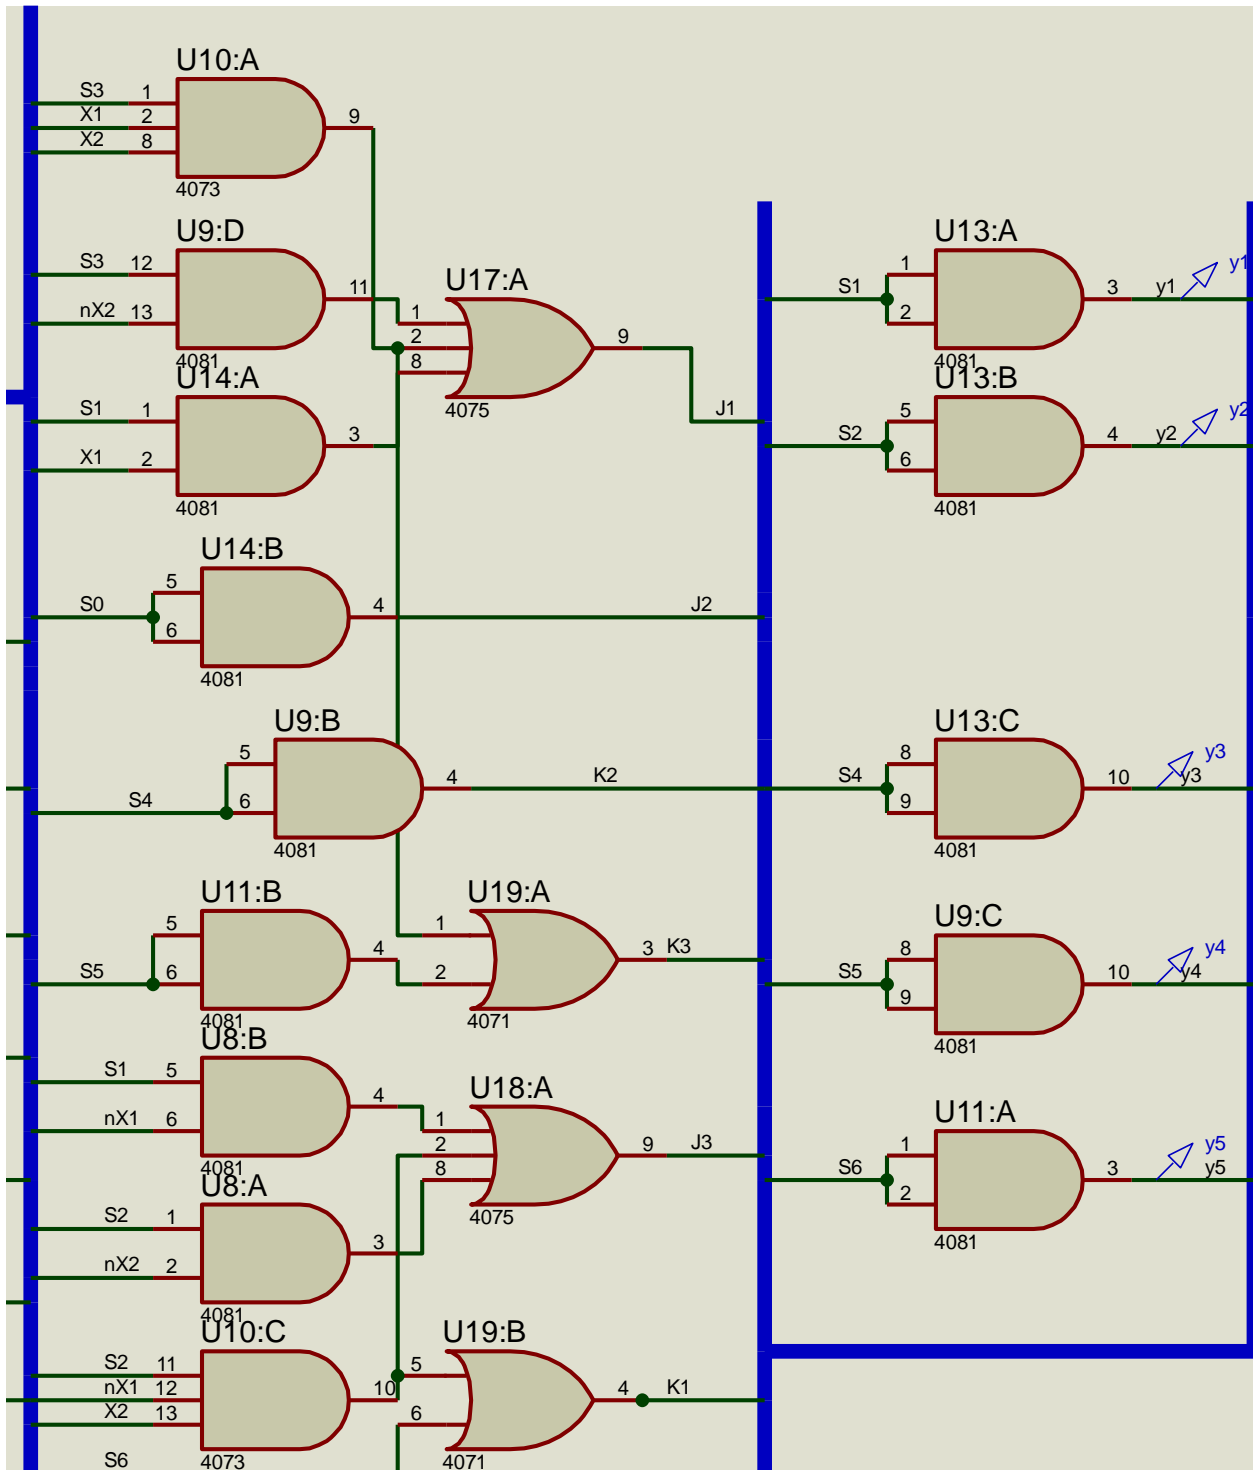 U10:A
S3 1
X1 2
X2 8
9
4073
U9:D
S3 12
nX2 13
11
4081
U17:A
1
2
8
9
4075
J1
U14:A
S1 1
X1 2
3
4081
U14:B
S0
5
6
4
J2
4081
U9:B
S4
5
6
4
K2
4081
U11:B
S5
5
6
4
4081
U19:A
1
2
3 K3
4071
U8:B
S1 5
nX1 6
4
4081
U18:A
1
2
8
9 J3
4075
U8:A
S2 1
nX2 2
3
4081
U10:C
S2 11
nX1 12
X2 13
10
4073
S6
U19:B
5
6
4 K1
4071
U13:A
S1
1
2
3 y1
y1
4081
U13:B
S2
5
6
4 y2
y2
4081
U13:C
S4
8
9
10 y3
y3
4081
U9:C
S5
8
9
10 y4
y4
4081
U11:A
S6
1
2
3 y5
y5
4081